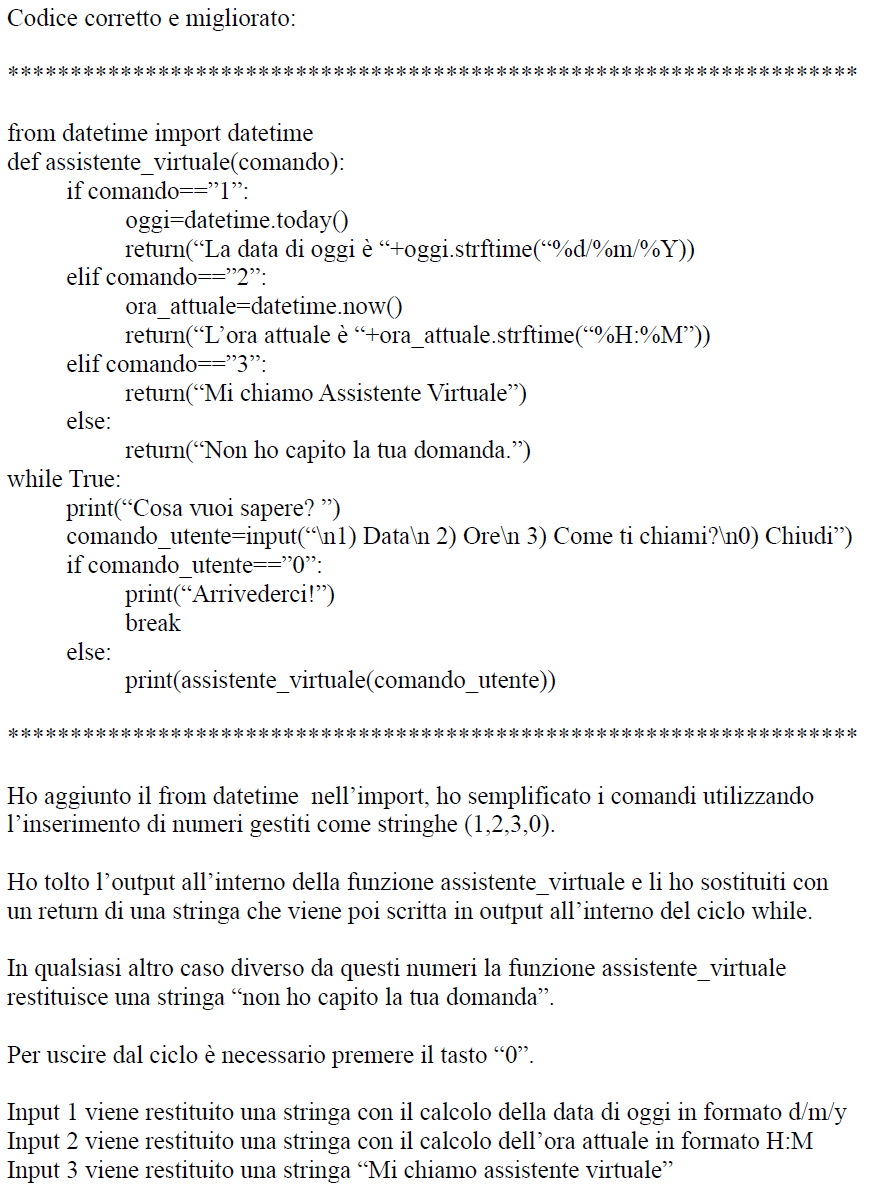 Codice corretto e migliorato:
********************************************************************
from datetime import datetime
def assistente_virtuale(comando):
if comando==”1”:
oggi=datetime.today()
return(“La data di oggi è “+oggi.strftime(“%d/%m/%Y))
elif comando==”2”:
ora_attuale=datetime.now()
return(“L’ora attuale è “+ora_attuale.strftime(“%H:%M”))
elif comando==”3”:
return(“Mi chiamo Assistente Virtuale”)
else:
return(“Non ho capito la tua domanda.”)
while True:
print(“Cosa vuoi sapere? ”)
comando_utente=input(“\n1) Data\n 2) Ore\n 3) Come ti chiami?\n0) Chiudi”)
if comando_utente==”0”:
print(“Arrivederci!”)
break
else:
print(assistente_virtuale(comando_utente))
********************************************************************
Ho aggiunto il from datetime  nell’import, ho semplificato i comandi utilizzando
l’inserimento di numeri gestiti come stringhe (1,2,3,0).
Ho tolto l’output all’interno della funzione assistente_virtuale e li ho sostituiti con
un return di una stringa che viene poi scritta in output all’interno del ciclo while.
In qualsiasi altro caso diverso da questi numeri la funzione assistente_virtuale
restituisce una stringa “non ho capito la tua domanda”.
Per uscire dal ciclo è necessario premere il tasto “0”.
Input 1 viene restituito una stringa con il calcolo della data di oggi in formato d/m/y
Input 2 viene restituito una stringa con il calcolo dell’ora attuale in formato H:M
Input 3 viene restituito una stringa “Mi chiamo assistente virtuale”